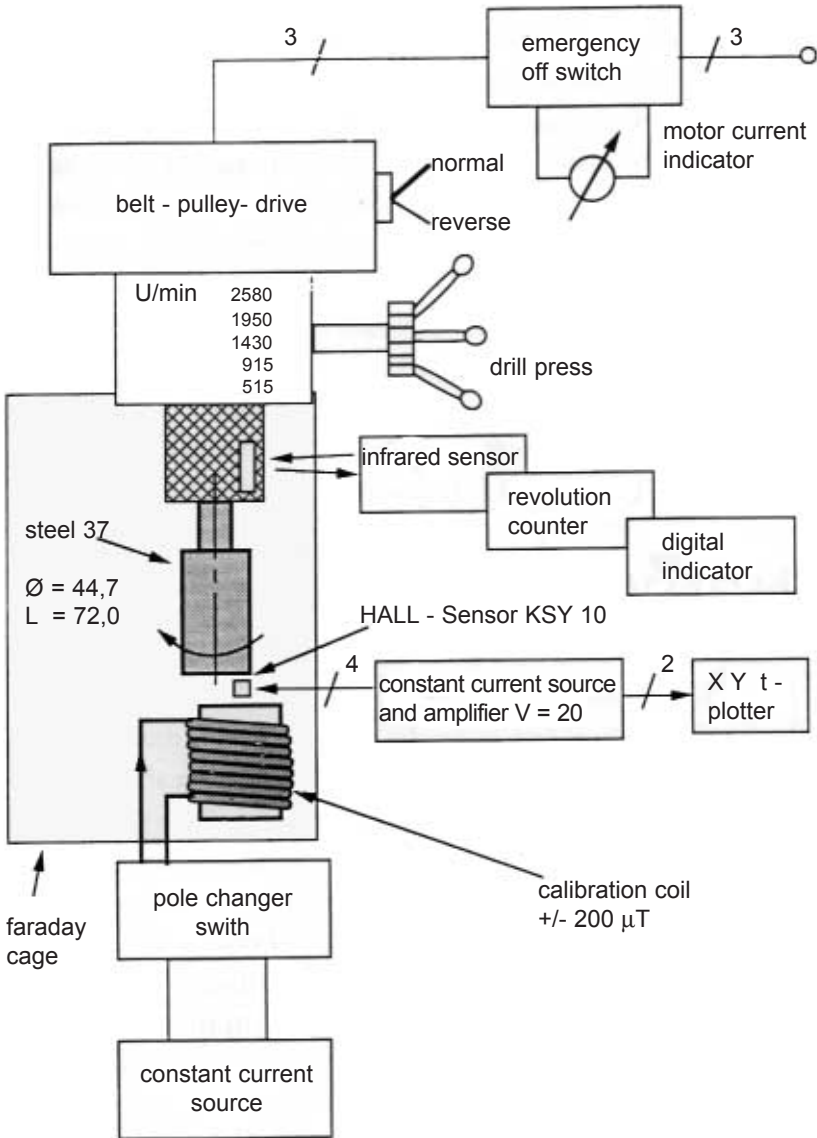 3
emergency
off switch
3
motor current
indicator
normal
belt - pulley- drive
reverse
U/min
2580
1950
1430
915
515
drill press
infrared sensor
revolution
counter
digital
indicator
steel 37
Ø = 44,7
L = 72,0
HALL - Sensor KSY 10
4
constant current source
and amplifier V = 20
2
X Y t -
plotter
calibration coil
+/- 200 μT
pole changer
swith
faraday
cage
constant current
source